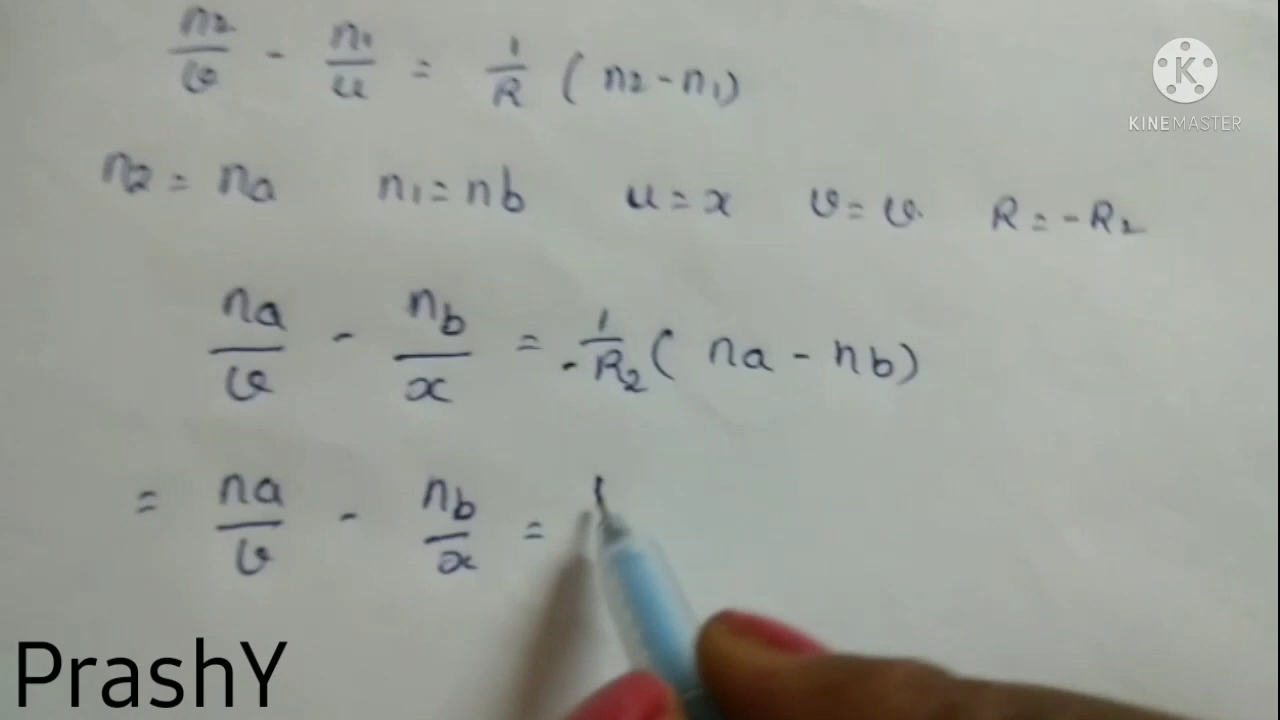 n2/v - n1/u = 1/R ( n2 - n1)
KINEMASTER
n2 = na n1 = nb u = x v = v R = -R2
na/v - nb/x = 1/-R2 ( na - nb)
= na/v - nb/x = 1
PrashY